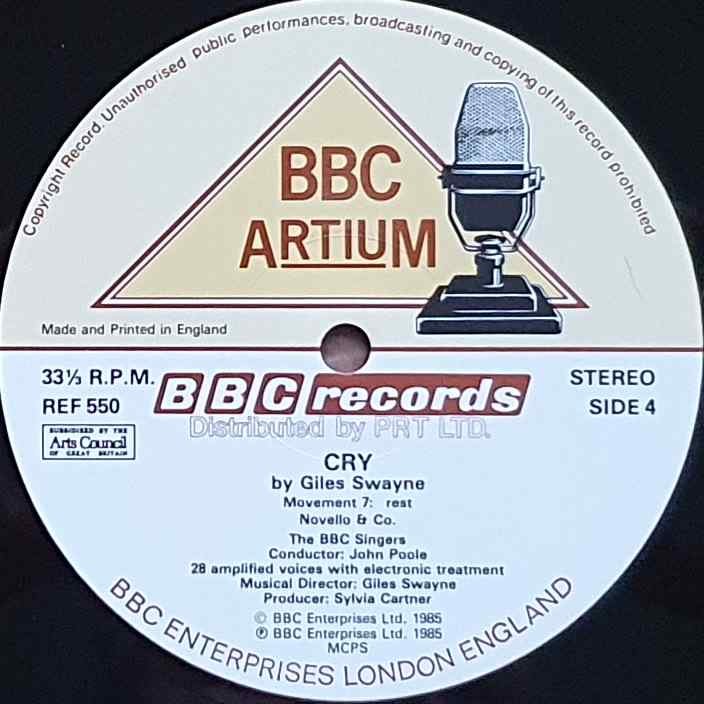 Copyright Record. Unauthorised public performances, broadcasting and copying of this record prohibited
BBC
ARTIUM
Made and Printed in England
33⅓ R.P.M.
REF 550
SUBSIDISED BY THE
Arts Council
OF GREAT BRITAIN
BBC records
Distributed by PRT LTD.
STEREO
SIDE 4
CRY
by Giles Swayne
Movement 7: rest
Novello & Co.
The BBC Singers
Conductor: John Poole
28 amplified voices with electronic treatment
Musical Director: Giles Swayne
Producer: Sylvia Cartner
© BBC Enterprises Ltd. 1985
℗ BBC Enterprises Ltd. 1985
MCPS
BBC ENTERPRISES LONDON ENGLAND